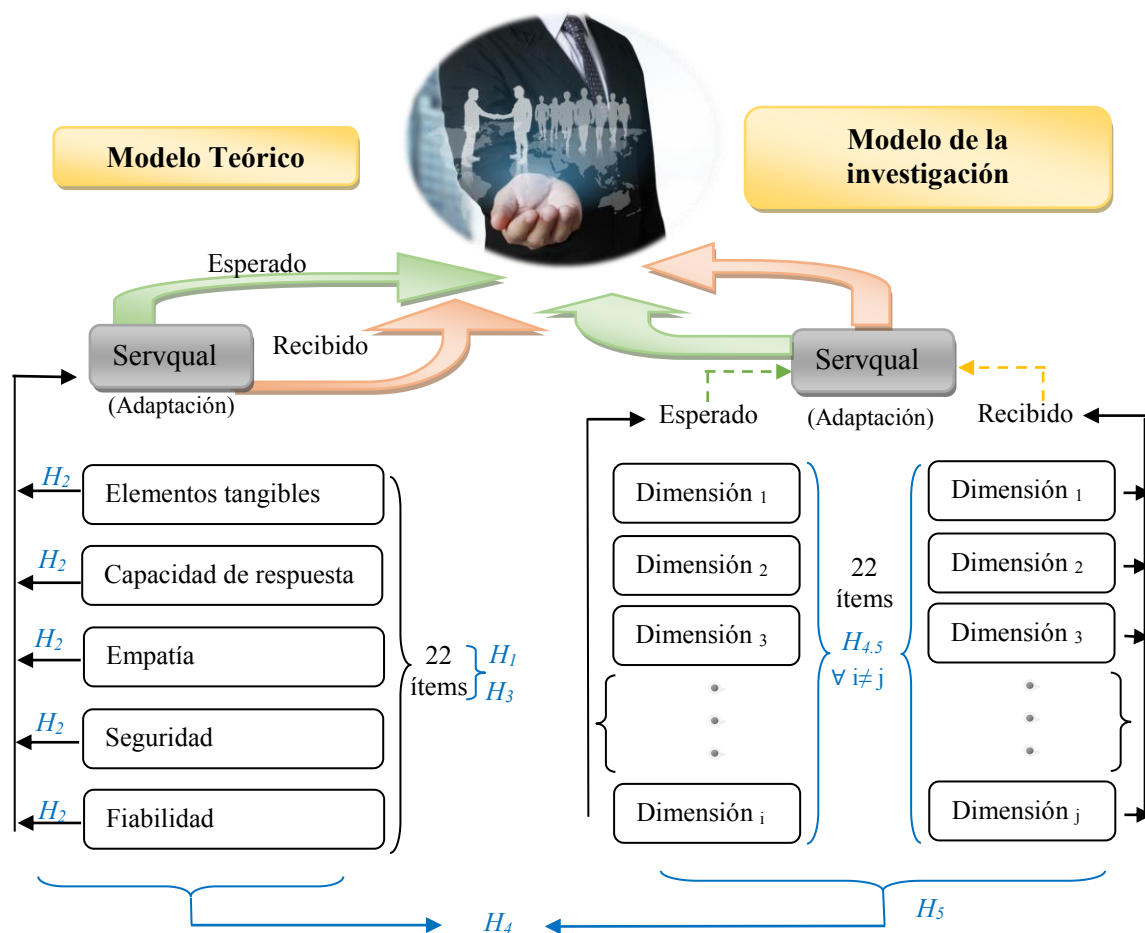 Modelo Teórico
Modelo de la
investigación
Esperado
Servqual
Recibido
(Adaptación)
H2
Elementos tangibles
H2
Capacidad de respuesta
H2
Empatía
H2
Seguridad
H2
Fiabilidad
22
ítems
H1
H3
Servqual
(Adaptación)
Esperado
Recibido
Dimensión 1
Dimensión 2
Dimensión 3
Dimensión i
22
ítems
H4.5
∀ i≠ j
Dimensión 1
Dimensión 2
Dimensión 3
Dimensión j
H4
H5